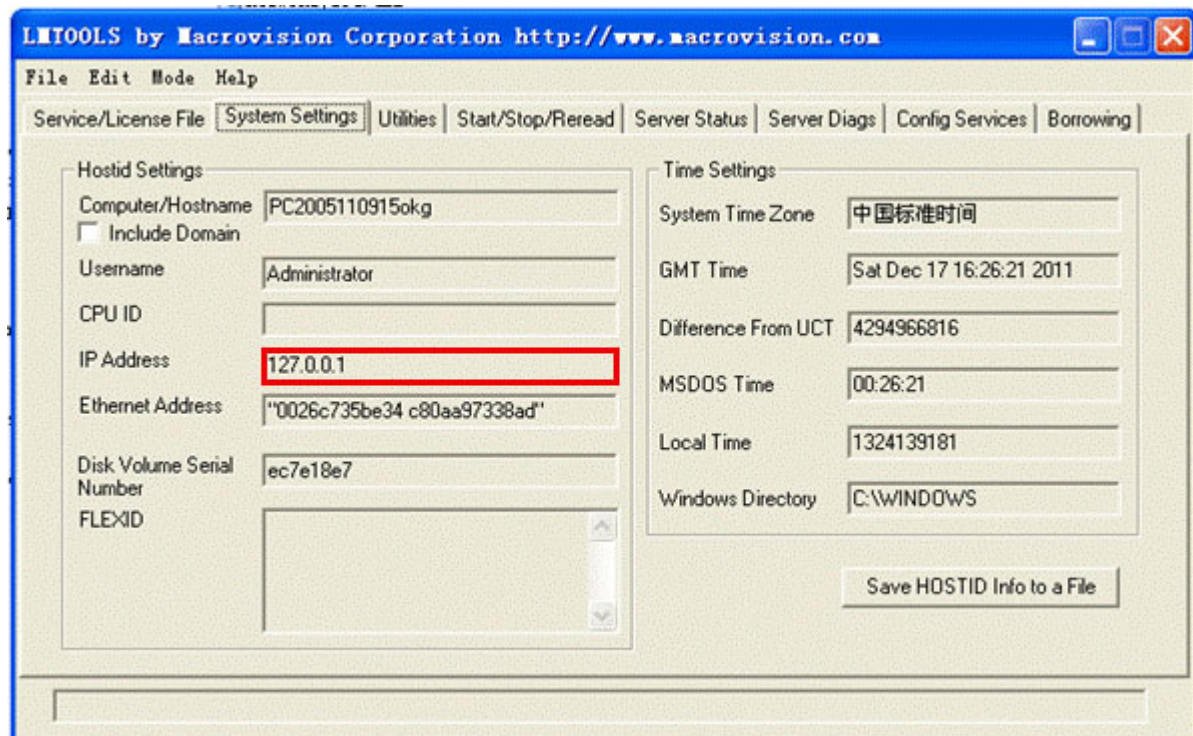 LMTOOLS by Macrovision Corporation http://www.macrovision.com
File Edit Mode Help
Service/License File System Settings Utilities Start/Stop/Reread Server Status Server Diags Config Services Borrowing
Hostid Settings
Computer/Hostname PC2005110915okg
Include Domain
Username Administrator
CPU ID
IP Address 127.0.0.1
Ethernet Address "0026c735be34 c80aa97338ad"
Disk Volume Serial
Number
ec7e18e7
FLEXID
Time Settings
System Time Zone 中国标准时间
GMT Time Sat Dec 17 16:26:21 2011
Difference From UCT 4294966816
MSDOS Time 00:26:21
Local Time 1324139181
Windows Directory C:\WINDOWS
Save HOSTID Info to a File